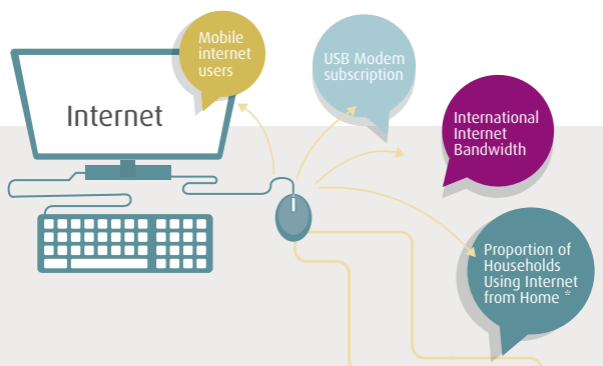 Internet
Mobile
internet
users
USB Modem
subscription
International
Internet
Bandwidth
Proportion of
Households
Using Internet
from Home *